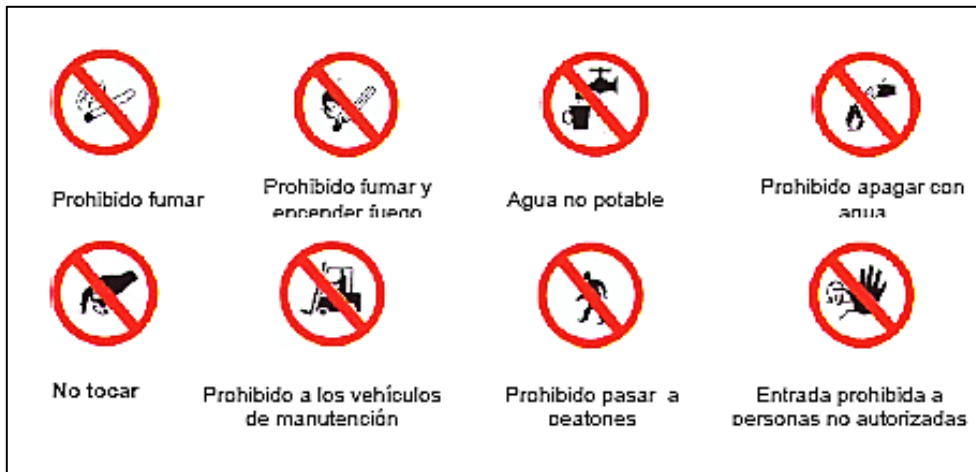 Prohibido fumar
Prohibido fumar y
encender fuego
Agua no potable
Prohibido apagar con
agua
No tocar
Prohibido a los vehículos
de manutención
Prohibido pasar a
peatones
Entrada prohibida a
personas no autorizadas